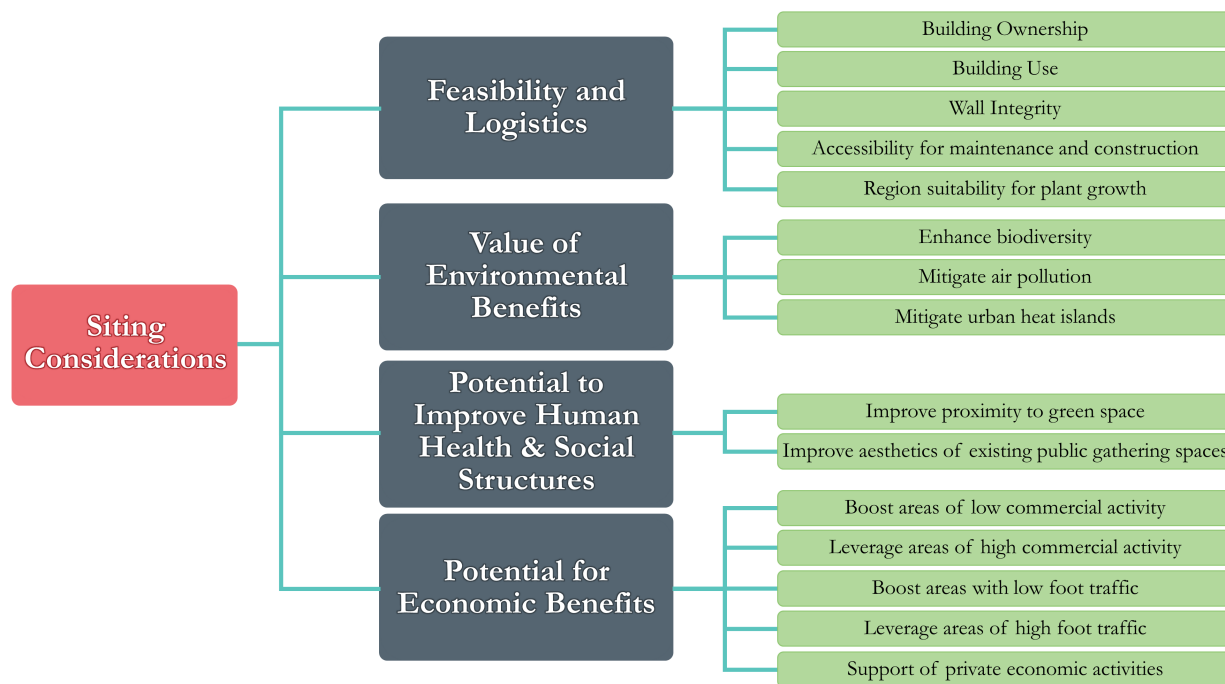 Siting
Considerations
Feasibility and
Logistics
Building Ownership
Building Use
Wall Integrity
Accessibility for maintenance and construction
Region suitability for plant growth
Value of
Environmental
Benefits
Enhance biodiversity
Mitigate air pollution
Mitigate urban heat islands
Potential to
Improve Human
Health & Social
Structures
Improve proximity to green space
Improve aesthetics of existing public gathering spaces
Potential for
Economic Benefits
Boost areas of low commercial activity
Leverage areas of high commercial activity
Boost areas with low foot traffic
Leverage areas of high foot traffic
Support of private economic activities